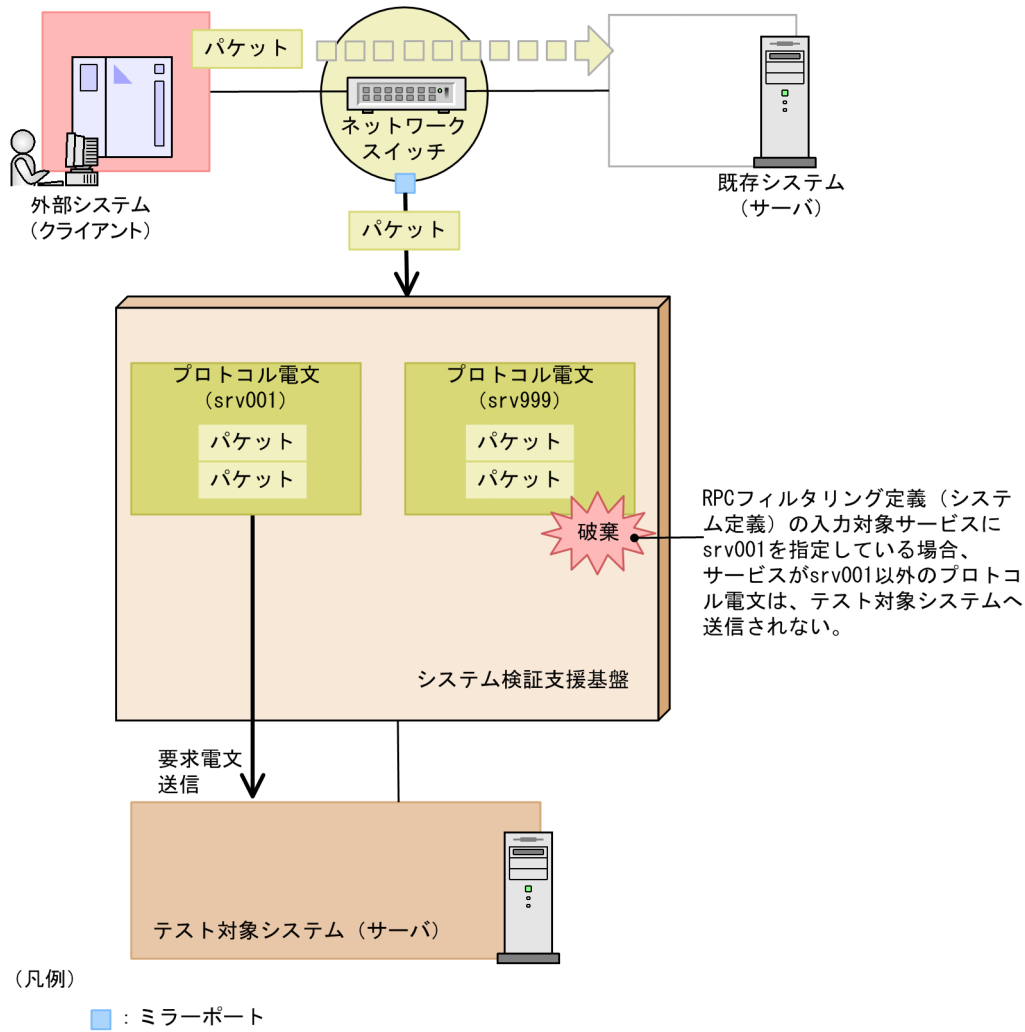 パケット
ネットワーク
スイッチ
外部システム
（クライアント）
既存システム
（サーバ）
パケット
プロトコル電文
（srv001）
パケット
パケット
プロトコル電文
（srv999）
パケット
パケット
破棄
RPCフィルタリング定義（システ
ム定義）の入力対象サービスに
srv001を指定している場合、
サービスがsrv001以外のプロトコ
ル電文は、テスト対象システムへ
送信されない。
システム検証支援基盤
要求電文
送信
テスト対象システム（サーバ）
（凡例）
：ミラーポート